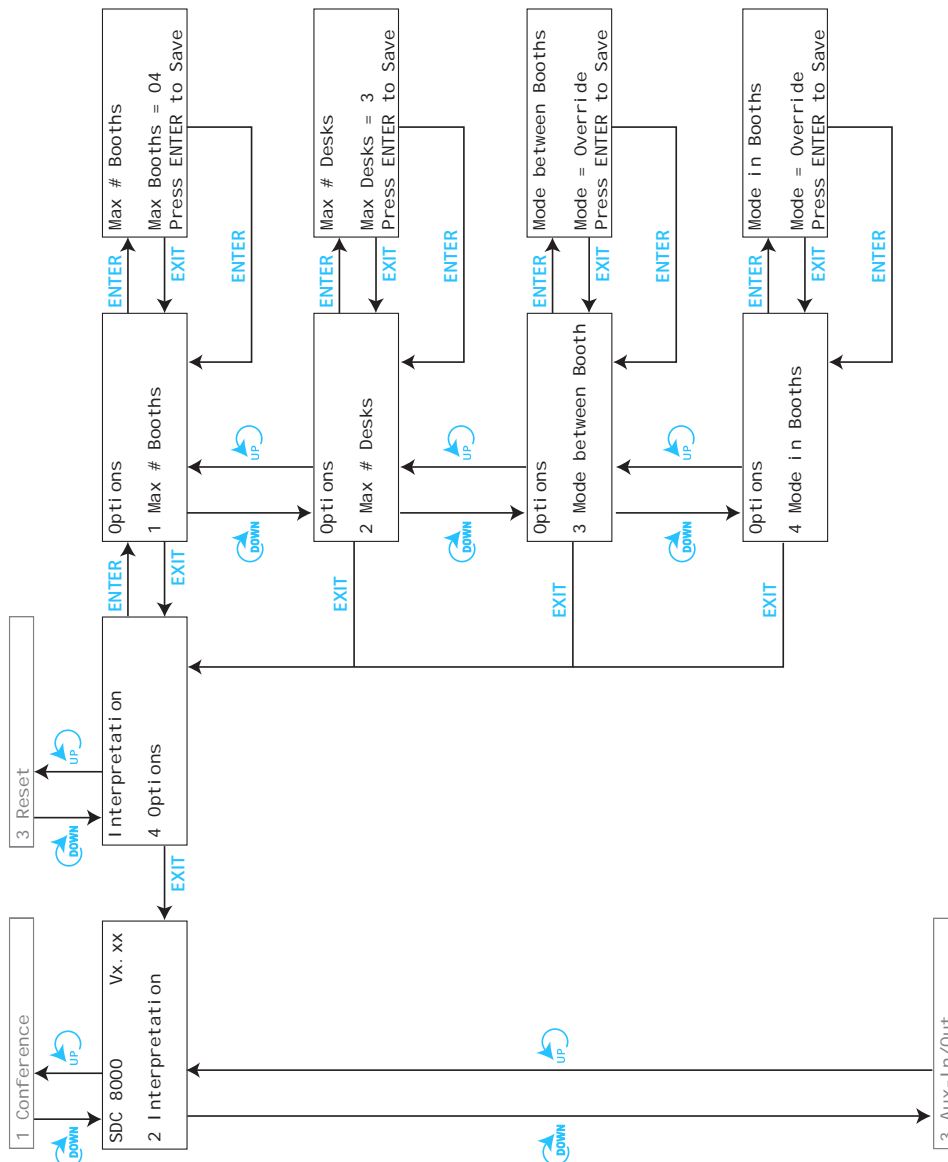 1 Conference
DOWN
UP
SDC 8000 Vx.xx
2 Interpretation
DOWN
UP
3 Aux-In/Out
3 Reset
DOWN
UP
Interpretation
4 Options
EXIT
ENTER
EXIT
EXIT
EXIT
EXIT
Options
1 Max # Booths
DOWN
UP
Options
2 Max # Desks
DOWN
UP
Options
3 Mode between Booth
DOWN
UP
Options
4 Mode in Booths
ENTER
EXIT
ENTER
Max # Booths
Max Booths = 04
Press ENTER to Save
ENTER
EXIT
ENTER
Max # Desks
Max Desks = 3
Press ENTER to Save
ENTER
EXIT
ENTER
Mode between Booths
Mode = Override
Press ENTER to Save
ENTER
EXIT
ENTER
Mode in Booths
Mode = Override
Press ENTER to Save